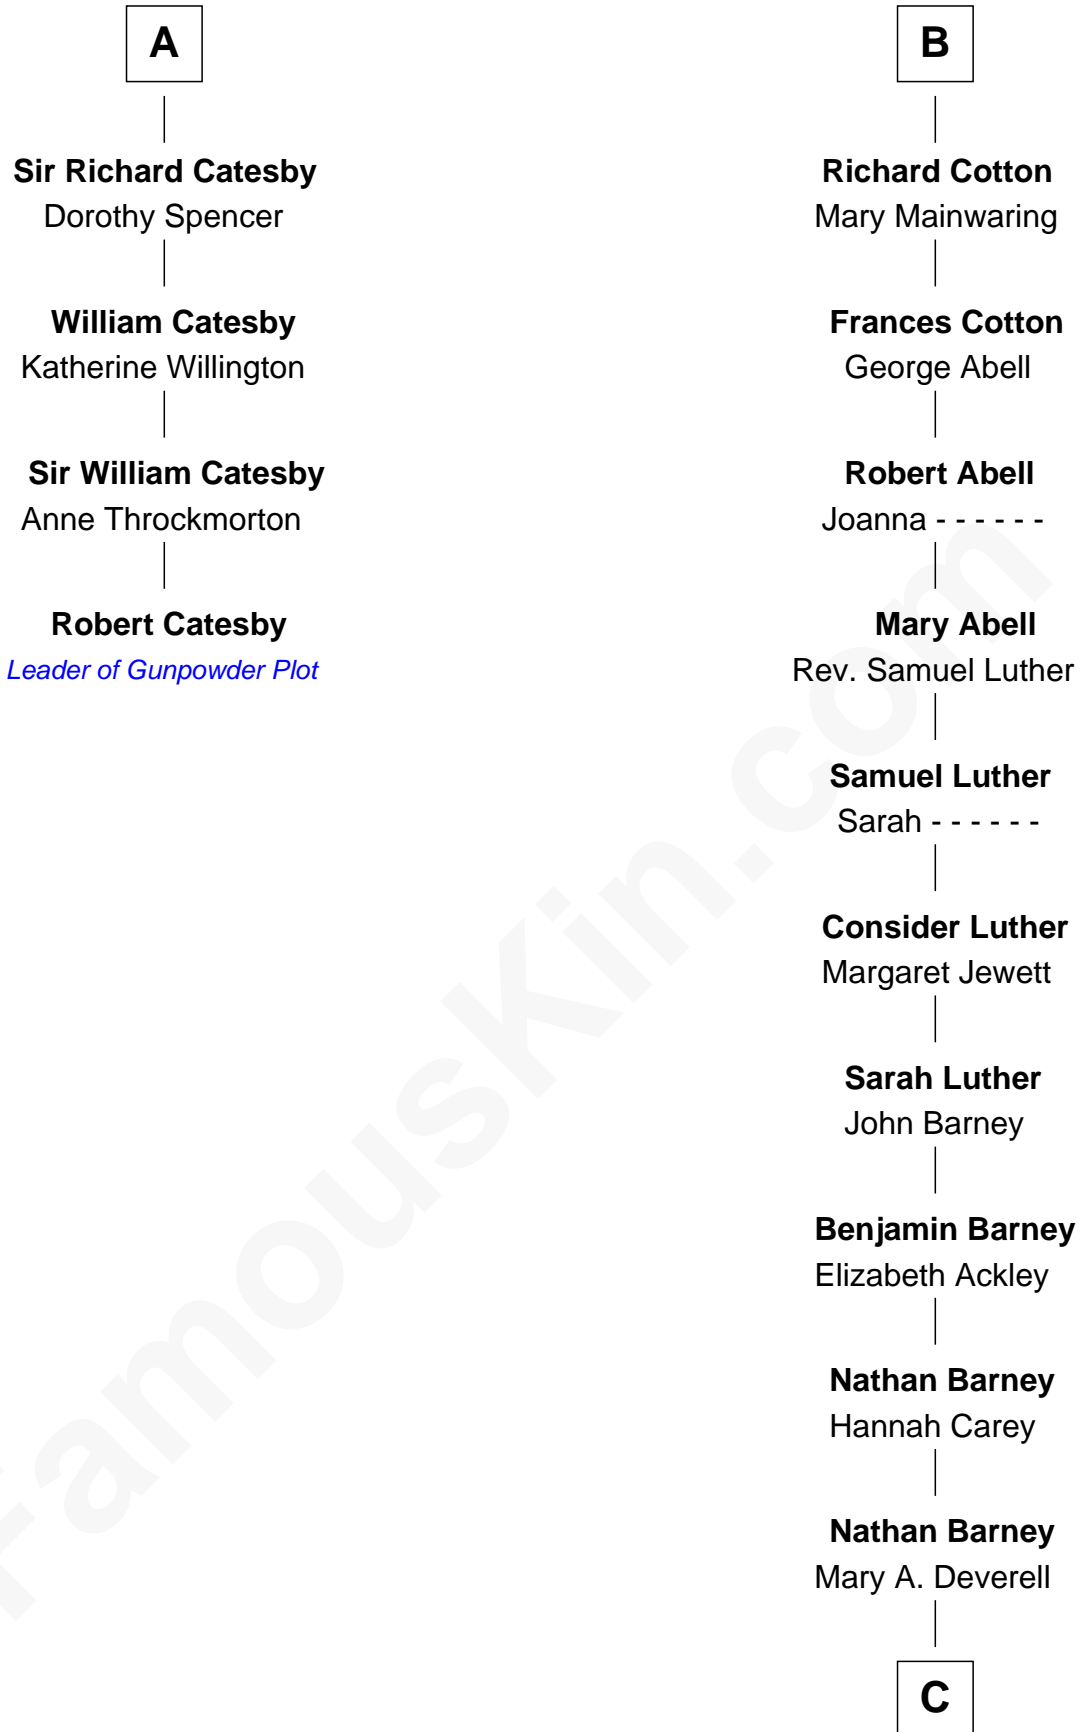 A
Sir Richard Catesby
Dorothy Spencer
William Catesby
Katherine Willington
Sir William Catesby
Anne Throckmorton
Robert Catesby
Leader of Gunpowder Plot
B
Richard Cotton
Mary Mainwaring
Frances Cotton
George Abell
Robert Abell
Joanna - - - - - -
Mary Abell
Rev. Samuel Luther
Samuel Luther
Sarah - - - - - -
Consider Luther
Margaret Jewett
Sarah Luther
John Barney
Benjamin Barney
Elizabeth Ackley
Nathan Barney
Hannah Carey
Nathan Barney
Mary A. Deverell
C
FamousKin.com